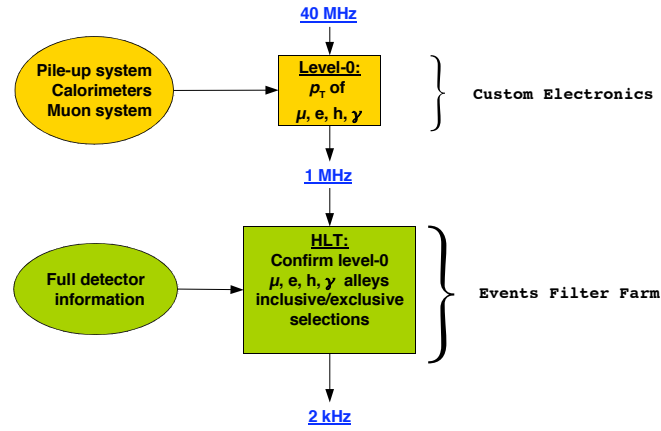 40 MHz
Pile-up system
Calorimeters
Muon system
Level-0:
pT of
μ, e, h, γ
Custom Electronics
1 MHz
Full detector
information
HLT:
Confirm level-0
μ, e, h, γ alleys
inclusive/exclusive
selections
Events Filter Farm
2 kHz